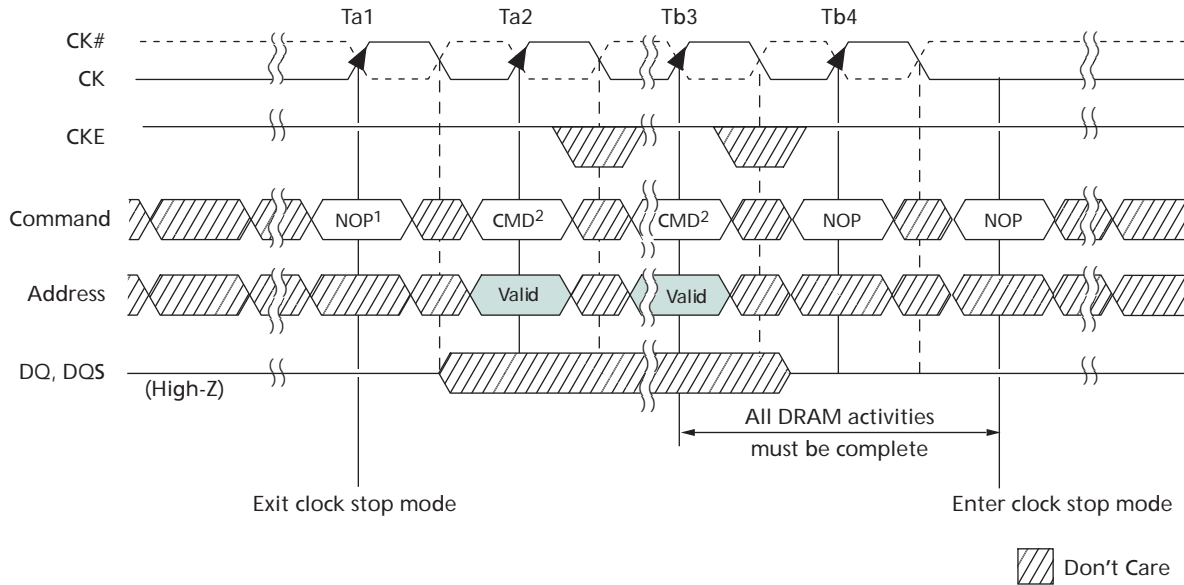 Ta1 Ta2 Tb3 Tb4
CK#
CK
CKE
Command NOP1 CMD2 CMD2 NOP NOP
Address Valid Valid
DQ, DQS
(High-Z)
All DRAM activities
must be complete
Exit clock stop mode Enter clock stop mode
Don't Care